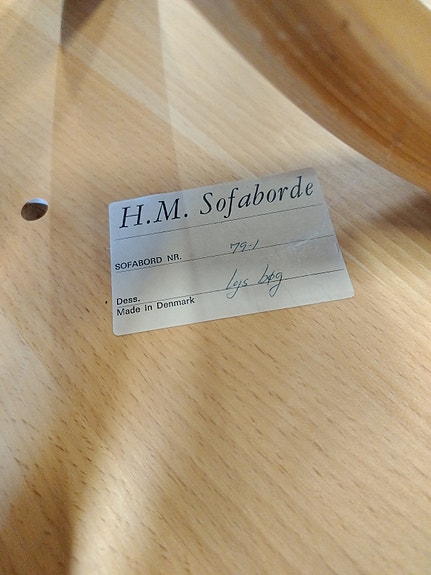 H.M. Sofaborde
SOFABORD NR. 79-1
Dess. lys bøg
Made in Denmark